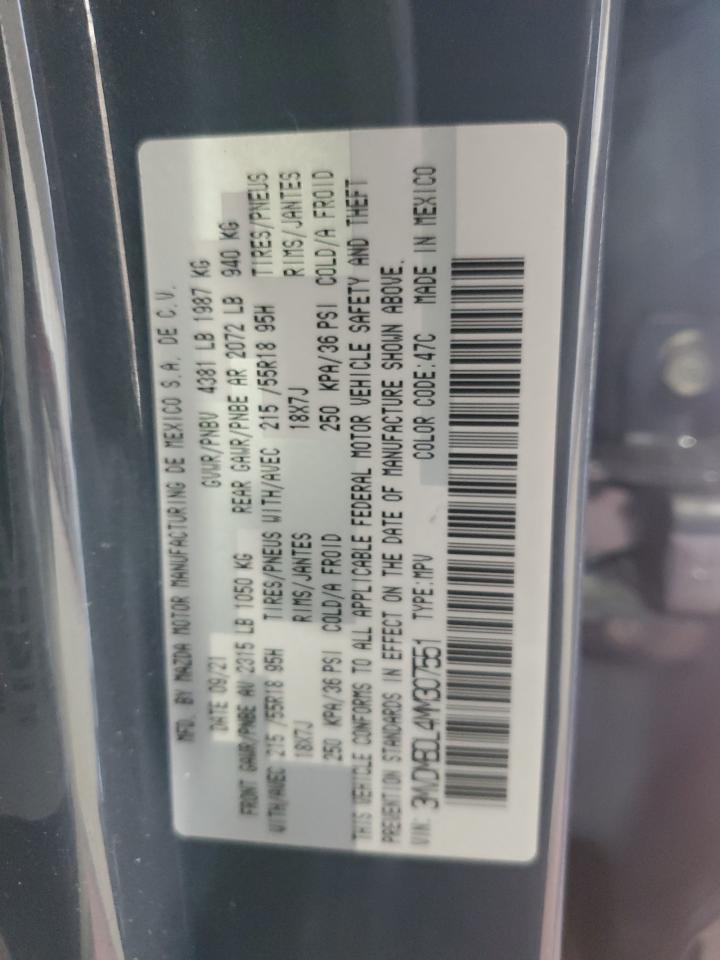 MFD. BY MAZDA MOTOR MANUFACTURING DE MEXICO S.A. DE C.V.
DATE 09/21 GVWR/PNBV 4381 LB 1987 KG
FRONT GAWR/PNBE AV 2315 LB 1050 KG REAR GAWR/PNBE AR 2072 LB 940 KG
WITH/AVEC 215 /55R18 95H TIRES/PNEUS WITH/AVEC 215 /55R18 95H TIRES/PNEUS
18X7J RIMS/JANTES 18X7J RIMS/JANTES
250 KPA/36 PSI COLD/A FROID 250 KPA/36 PSI COLD/A FROID
THIS VEHICLE CONFORMS TO ALL APPLICABLE FEDERAL MOTOR VEHICLE SAFETY AND THEFT
PREVENTION STANDARDS IN EFFECT ON THE DATE OF MANUFACTURE SHOWN ABOVE.
VIN: 3MVDMBDL4MM307551 TYPE:MPV COLOR CODE:47C MADE IN MEXICO